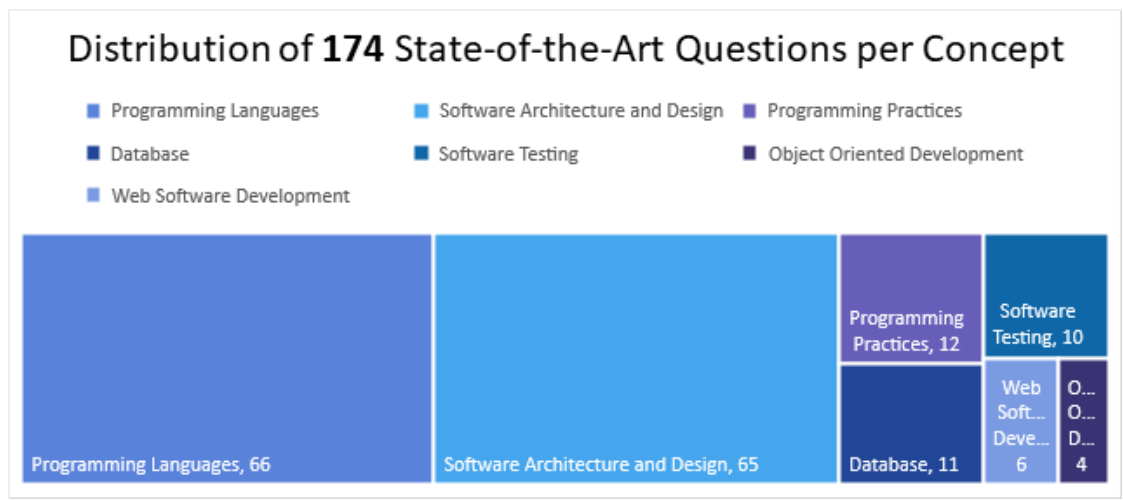 Distribution of 174 State-of-the-Art Questions per Concept
Programming Languages
Software Architecture and Design
Programming Practices
Database
Software Testing
Object Oriented Development
Web Software Development
Programming Languages, 66
Software Architecture and Design, 65
Programming
Practices, 12
Database, 11
Software
Testing, 10
Web
Soft...
Deve...
6
O...
O...
D...
4